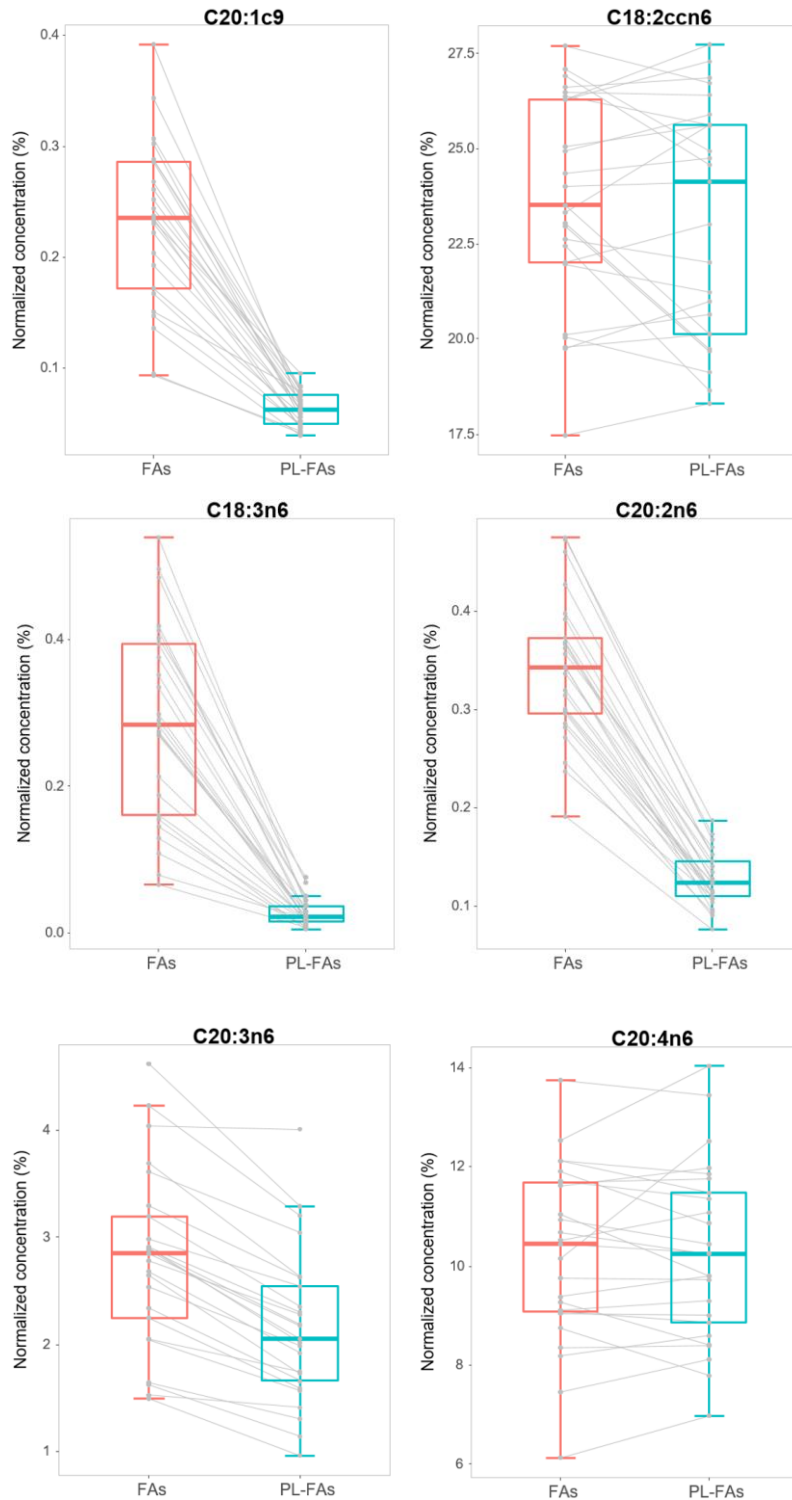 C20:1c9
Normalized concentration (%)
0.4
0.3
0.2
0.1
FAs
PL-FAs
C18:2ccn6
Normalized concentration (%)
27.5
25.0
22.5
20.0
17.5
FAs
PL-FAs
C18:3n6
Normalized concentration (%)
0.4
0.2
0.0
FAs
PL-FAs
C20:2n6
Normalized concentration (%)
0.4
0.3
0.2
0.1
FAs
PL-FAs
C20:3n6
Normalized concentration (%)
4
3
2
1
FAs
PL-FAs
C20:4n6
Normalized concentration (%)
14
12
10
8
6
FAs
PL-FAs